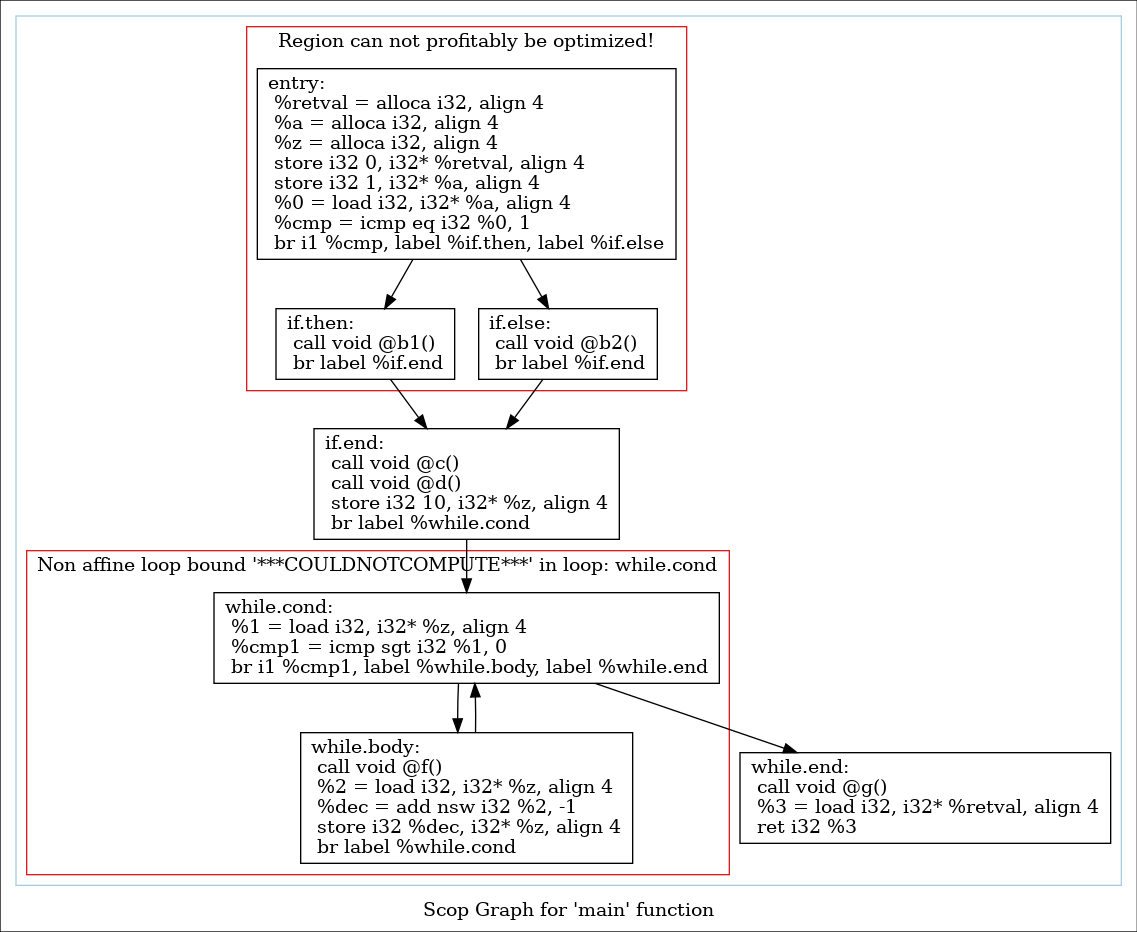 Region can not profitably be optimized!
entry:
%retval = alloca i32, align 4
%a = alloca i32, align 4
%z = alloca i32, align 4
store i32 0, i32* %retval, align 4
store i32 1, i32* %a, align 4
%0 = load i32, i32* %a, align 4
%cmp = icmp eq i32 %0, 1
br i1 %cmp, label %if.then, label %if.else
if.then:
call void @b1()
br label %if.end
if.else:
call void @b2()
br label %if.end
if.end:
call void @c()
call void @d()
store i32 10, i32* %z, align 4
br label %while.cond
Non affine loop bound '***COULDNOTCOMPUTE***' in loop: while.cond
while.cond:
%1 = load i32, i32* %z, align 4
%cmp1 = icmp sgt i32 %1, 0
br i1 %cmp1, label %while.body, label %while.end
while.body:
call void @f()
%2 = load i32, i32* %z, align 4
%dec = add nsw i32 %2, -1
store i32 %dec, i32* %z, align 4
br label %while.cond
while.end:
call void @g()
%3 = load i32, i32* %retval, align 4
ret i32 %3
Scop Graph for 'main' function